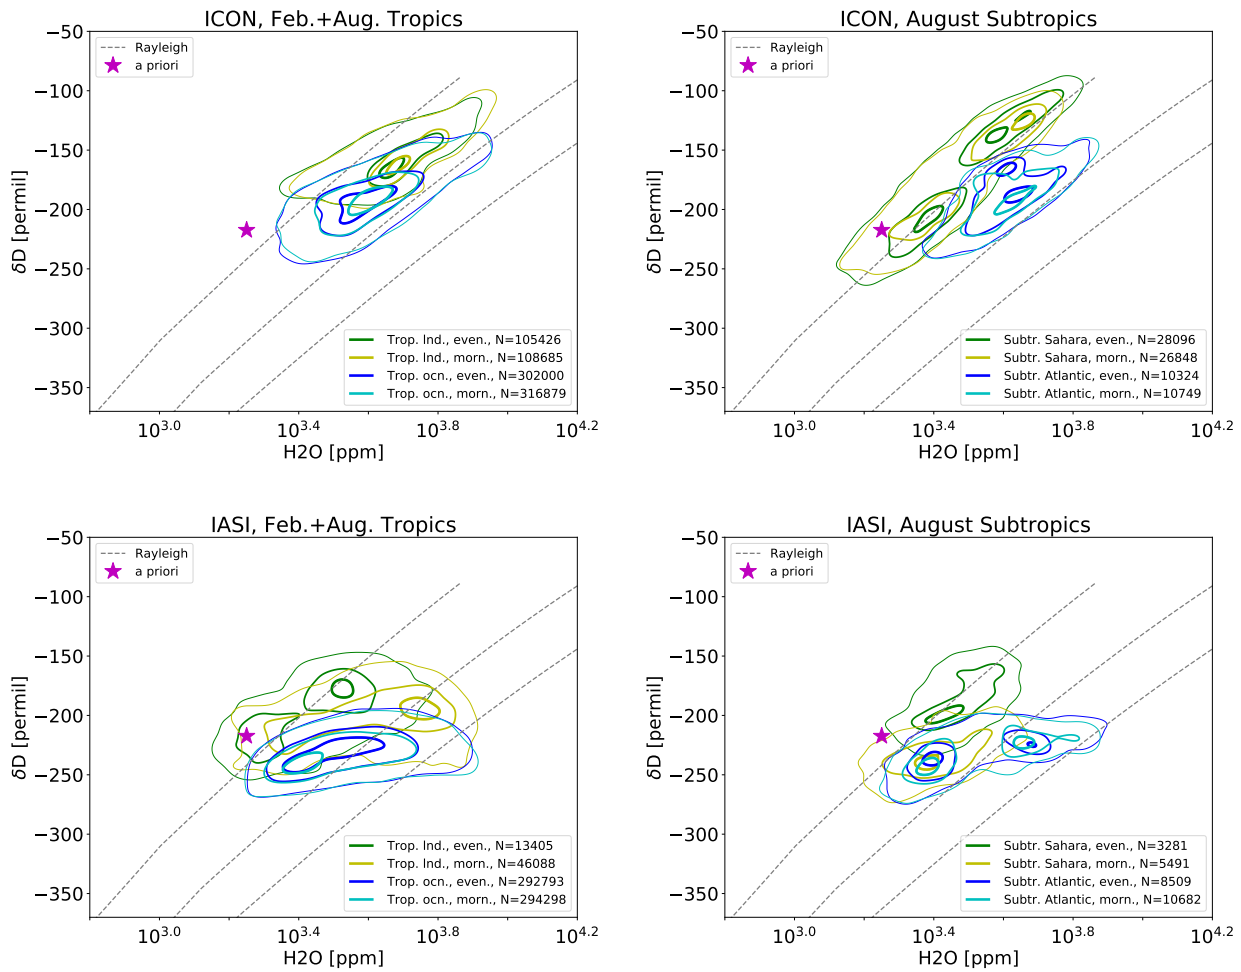 ICON, Feb.+Aug. Tropics
−50
−100
−150
−200
−250
−300
−350
δD [permil]
Rayleigh
a priori
Trop. lnd., even., N=105426
Trop. lnd., morn., N=108685
Trop. ocn., even., N=302000
Trop. ocn., morn., N=316879
10^3.0
10^3.4
10^3.8
10^4.2
H2O [ppm]
ICON, August Subtropics
−50
−100
−150
−200
−250
−300
−350
δD [permil]
Rayleigh
a priori
Subtr. Sahara, even., N=28096
Subtr. Sahara, morn., N=26848
Subtr. Atlantic, even., N=10324
Subtr. Atlantic, morn., N=10749
10^3.0
10^3.4
10^3.8
10^4.2
H2O [ppm]
IASI, Feb.+Aug. Tropics
−50
−100
−150
−200
−250
−300
−350
δD [permil]
Rayleigh
a priori
Trop. lnd., even., N=13405
Trop. lnd., morn., N=46088
Trop. ocn., even., N=292793
Trop. ocn., morn., N=294298
10^3.0
10^3.4
10^3.8
10^4.2
H2O [ppm]
IASI, August Subtropics
−50
−100
−150
−200
−250
−300
−350
δD [permil]
Rayleigh
a priori
Subtr. Sahara, even., N=3281
Subtr. Sahara, morn., N=5491
Subtr. Atlantic, even., N=8509
Subtr. Atlantic, morn., N=10682
10^3.0
10^3.4
10^3.8
10^4.2
H2O [ppm]